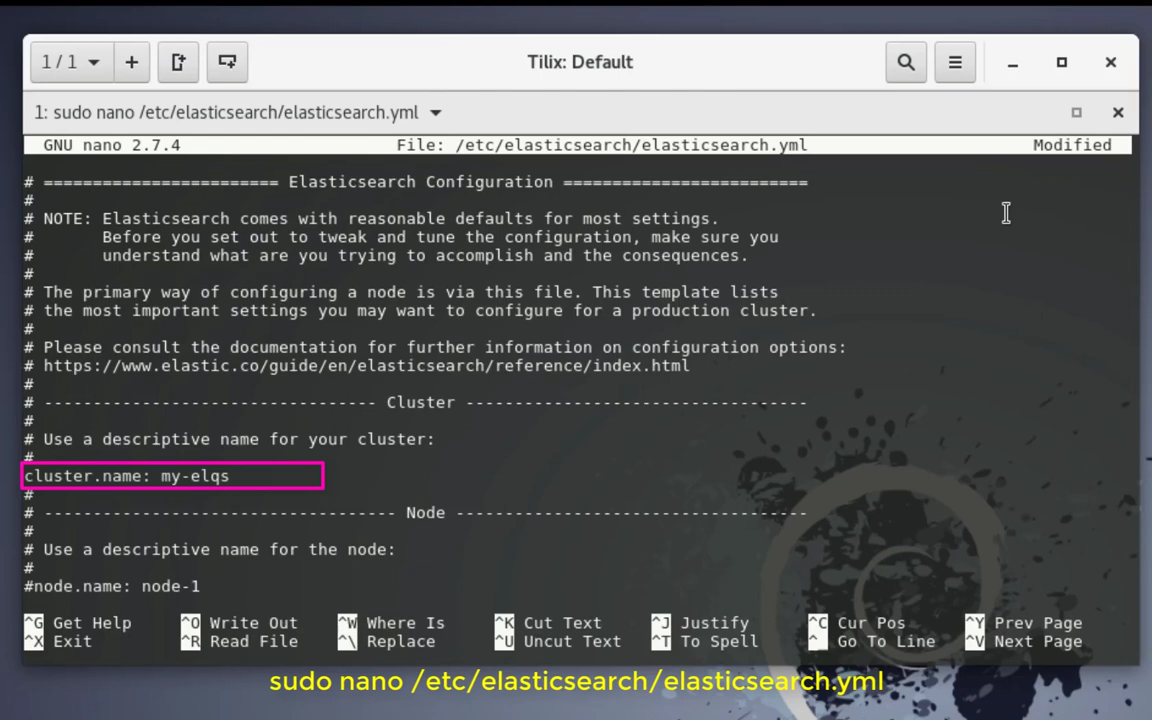 1 / 1
Tilix: Default
1: sudo nano /etc/elasticsearch/elasticsearch.yml
GNU nano 2.7.4 File: /etc/elasticsearch/elasticsearch.yml Modified
# ======================== Elasticsearch Configuration =========================
#
# NOTE: Elasticsearch comes with reasonable defaults for most settings.
#       Before you set out to tweak and tune the configuration, make sure you
#       understand what are you trying to accomplish and the consequences.
#
# The primary way of configuring a node is via this file. This template lists
# the most important settings you may want to configure for a production cluster.
#
# Please consult the documentation for further information on configuration options:
# https://www.elastic.co/guide/en/elasticsearch/reference/index.html
#
# ---------------------------------- Cluster -----------------------------------
#
# Use a descriptive name for your cluster:
#
cluster.name: my-elqs
#
# ------------------------------------ Node ------------------------------------
#
# Use a descriptive name for the node:
#
#node.name: node-1
^G Get Help ^O Write Out ^W Where Is ^K Cut Text ^J Justify ^C Cur Pos ^Y Prev Page
^X Exit ^R Read File ^\ Replace ^U Uncut Text ^T To Spell ^_ Go To Line ^V Next Page
sudo nano /etc/elasticsearch/elasticsearch.yml